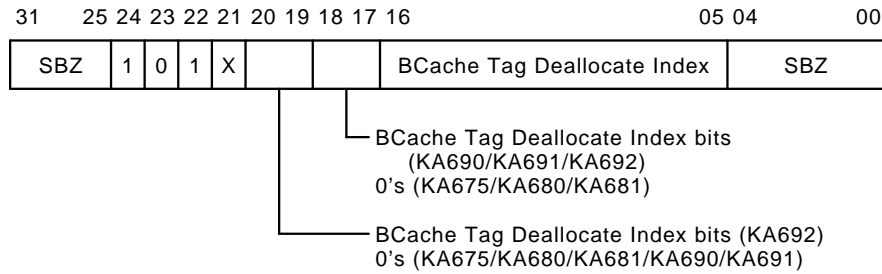 31 25 24 23 22 21 20 19 18 17 16 05 04 00
SBZ 1 0 1 X BCache Tag Deallocate Index SBZ
BCache Tag Deallocate Index bits
(KA690/KA691/KA692)
0's (KA675/KA680/KA681)
BCache Tag Deallocate Index bits (KA692)
0's (KA675/KA680/KA681/KA690/KA691)